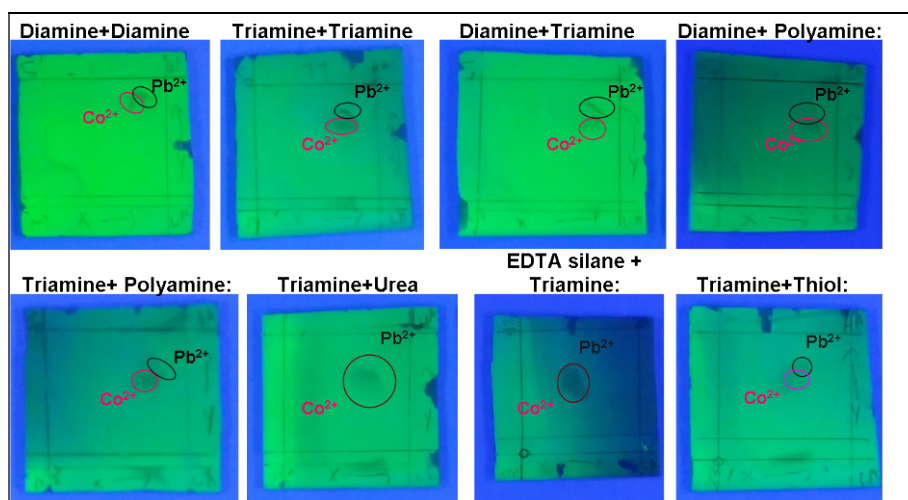 Diamine+Diamine
Triamine+Triamine
Diamine+Triamine
Diamine+ Polyamine:
Pb²⁺
Co²⁺
Pb²⁺
Co²⁺
Pb²⁺
Co²⁺
Pb²⁺
Co²⁺
Triamine+ Polyamine:
Triamine+Urea
EDTA silane +
Triamine:
Triamine+Thiol:
Pb²⁺
Co²⁺
Pb²⁺
Co²⁺
Pb²⁺
Co²⁺
Pb²⁺
Co²⁺